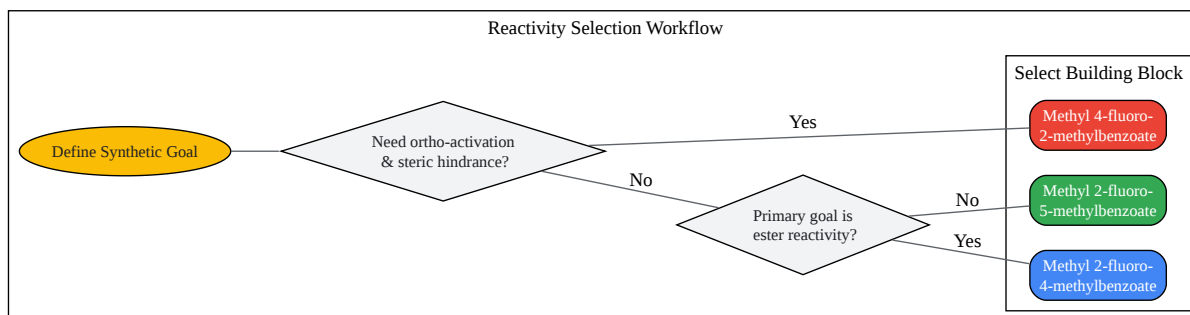 Reactivity Selection Workflow
Select Building Block
Define Synthetic Goal
Need ortho-activation
& steric hindrance?
Yes
No
Methyl 4-fluoro-
2-methylbenzoate
Primary goal is
ester reactivity?
No
Yes
Methyl 2-fluoro-
5-methylbenzoate
Methyl 2-fluoro-
4-methylbenzoate